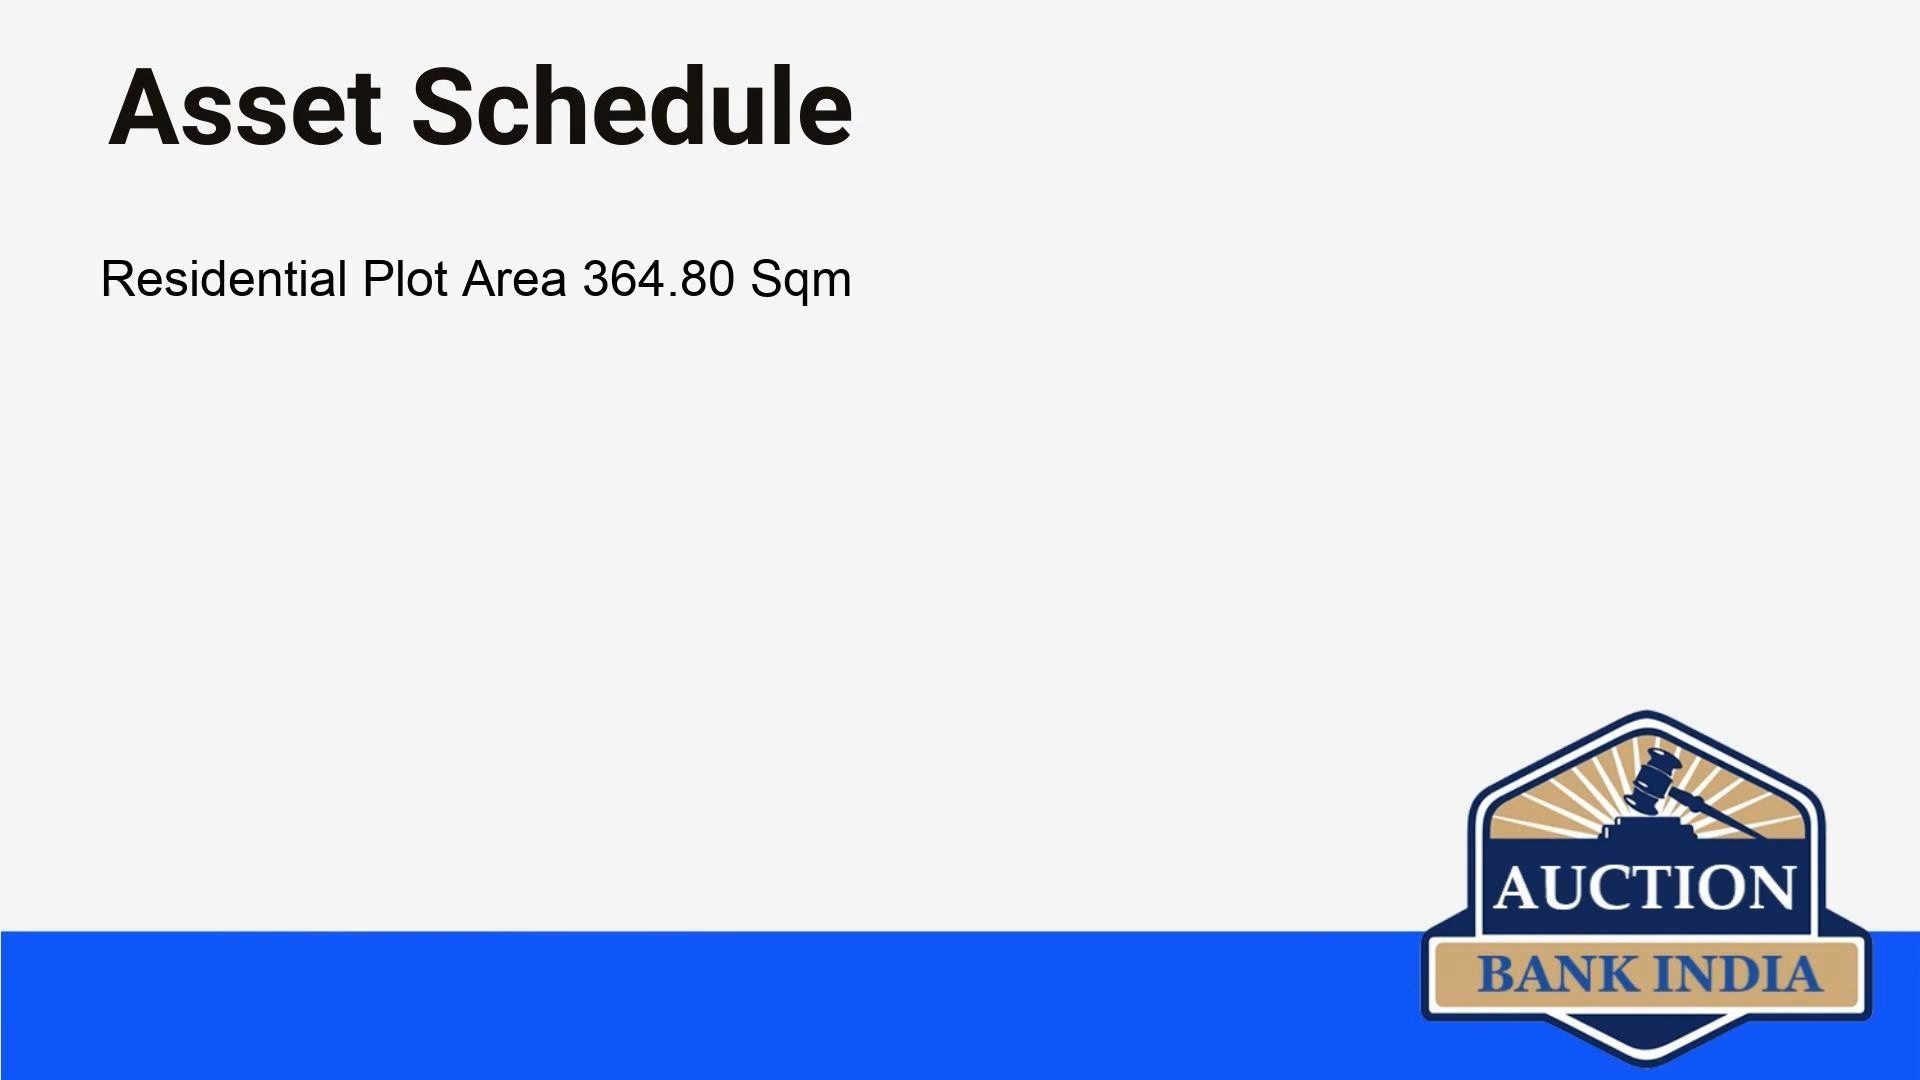 Asset Schedule
Residential Plot Area 364.80 Sqm
AUCTION
BANK INDIA